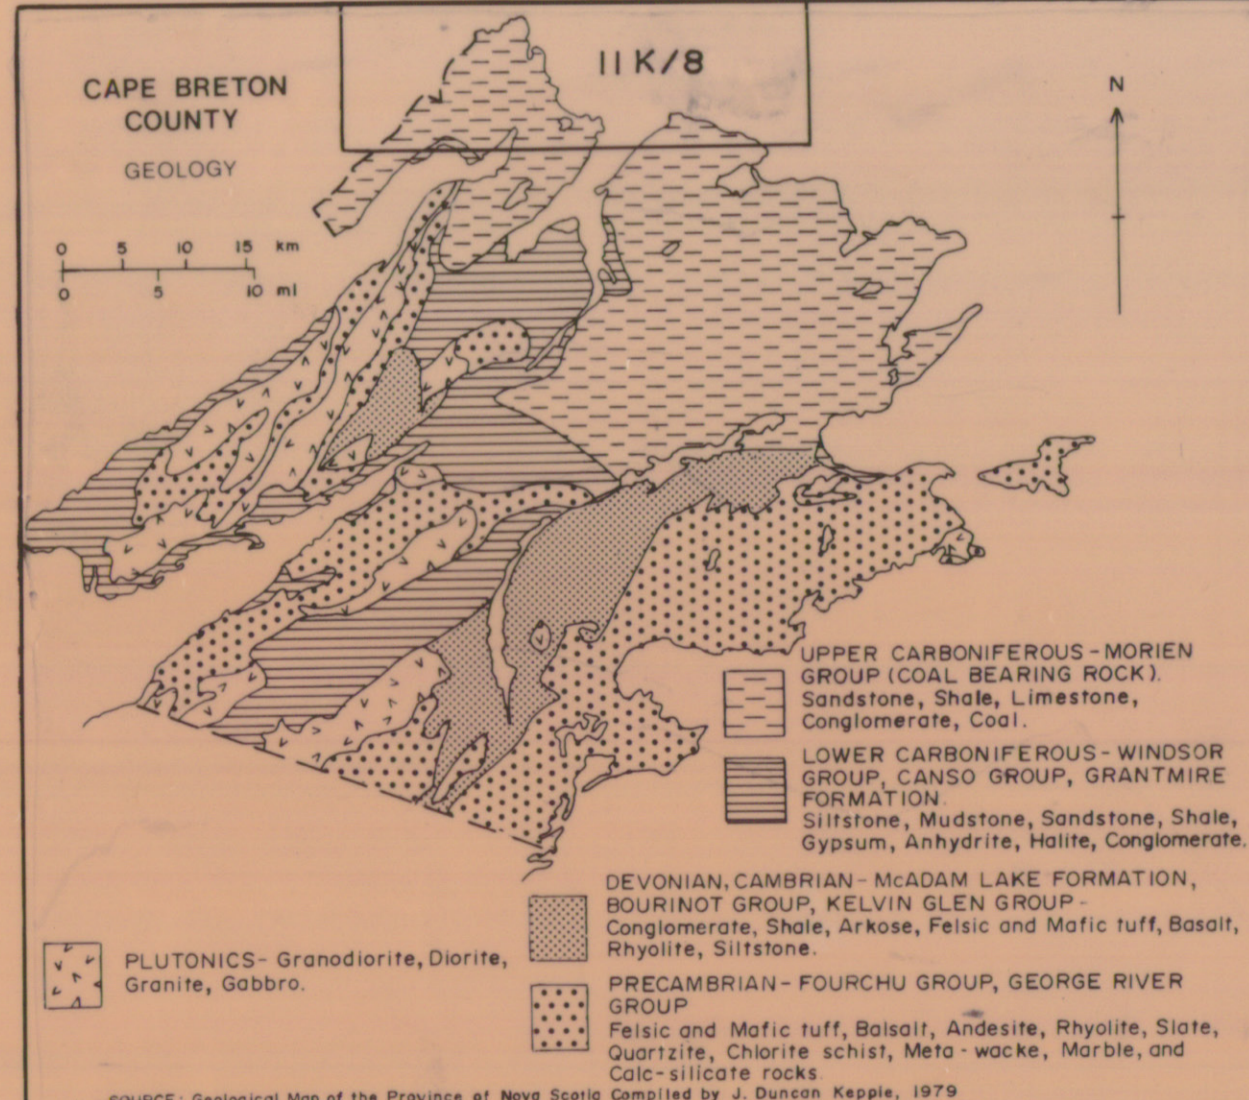 11 K/8
CAPE BRETON
COUNTY
GEOLOGY
N
0 5 10 15 km
0 5 10 mi
UPPER CARBONIFEROUS-MORIEN
GROUP (COAL BEARING ROCK).
Sandstone, Shale, Limestone,
Conglomerate, Coal.
LOWER CARBONIFEROUS-WINDSOR
GROUP, CANSO GROUP, GRANTMIRE
FORMATION.
Siltstone, Mudstone, Sandstone, Shale,
Gypsum, Anhydrite, Halite, Conglomerate.
DEVONIAN, CAMBRIAN-McADAM LAKE FORMATION,
BOURINOT GROUP, KELVIN GLEN GROUP-
Conglomerate, Shale, Arkose, Felsic and Mafic tuff, Basalt,
Rhyolite, Siltstone.
PLUTONICS- Granodiorite, Diorite,
Granite, Gabbro.
PRECAMBRIAN-FOURCHU GROUP, GEORGE RIVER
GROUP
Felsic and Mafic tuff, Balsalt, Andesite, Rhyolite, Slate,
Quartzite, Chlorite schist, Meta-wacke, Marble, and
Calc-silicate rocks.
SOURCE: Geological Map of the Province of Nova Scotia Compiled by J. Duncan Keppie, 1979